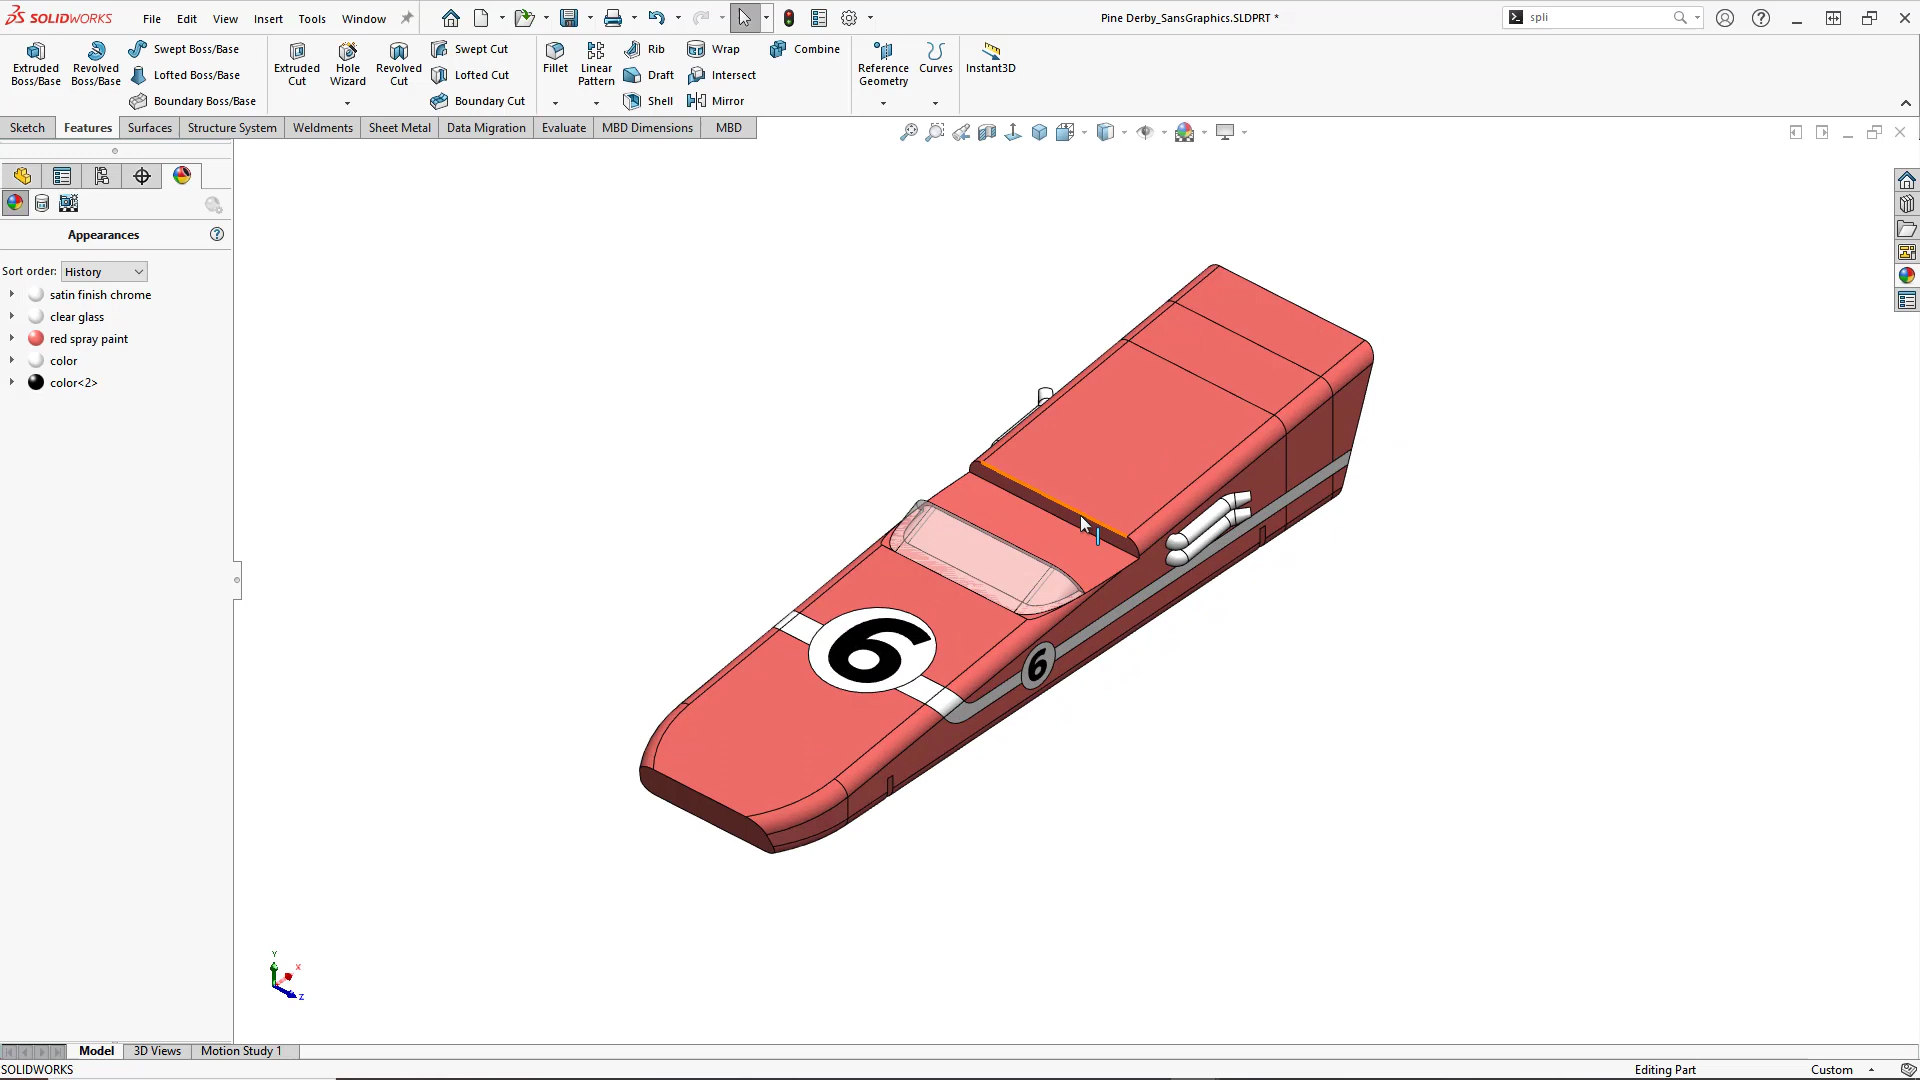 SOLIDWORKS File Edit View Insert Tools Window Pine Derby_SansGraphics.SLDPRT * spli
Extruded Boss/Base
Revolved Boss/Base
Swept Boss/Base
Lofted Boss/Base
Boundary Boss/Base
Extruded Cut
Hole Wizard
Revolved Cut
Swept Cut
Lofted Cut
Boundary Cut
Fillet
Linear Pattern
Rib
Draft
Shell
Wrap
Intersect
Mirror
Combine
Reference Geometry
Curves
Instant3D
Sketch Features Surfaces Structure System Weldments Sheet Metal Data Migration Evaluate MBD Dimensions MBD
Appearances
Sort order: History
satin finish chrome
clear glass
red spray paint
color
color<2>
6
6
Y
X
Z
Model 3D Views Motion Study 1
SOLIDWORKS Editing Part Custom